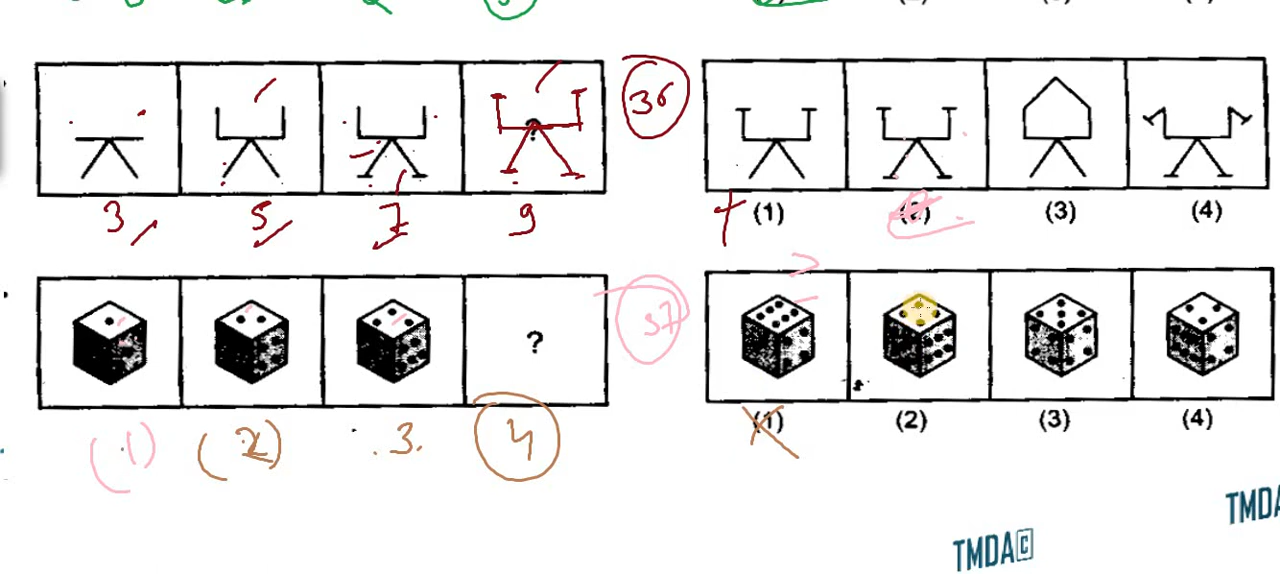 ?
36
3 5 7 9
(1) (2) (3) (4)
37
?
(1) (2) 3 4
(1) (2) (3) (4)
TMDA
TMDA